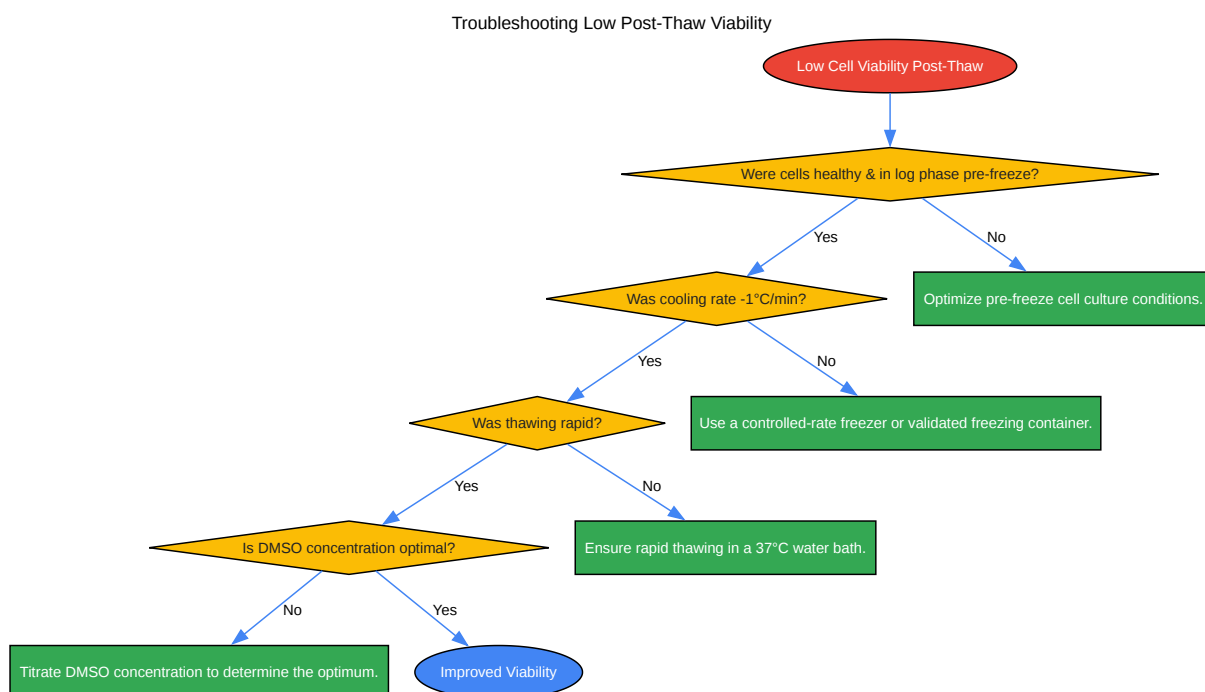 Troubleshooting Low Post-Thaw Viability
Low Cell Viability Post-Thaw
Were cells healthy & in log phase pre-freeze?
Yes
No
Was cooling rate -1°C/min?
Optimize pre-freeze cell culture conditions.
Yes
No
Was thawing rapid?
Use a controlled-rate freezer or validated freezing container.
Yes
No
Is DMSO concentration optimal?
Ensure rapid thawing in a 37°C water bath.
No
Yes
Titrate DMSO concentration to determine the optimum.
Improved Viability